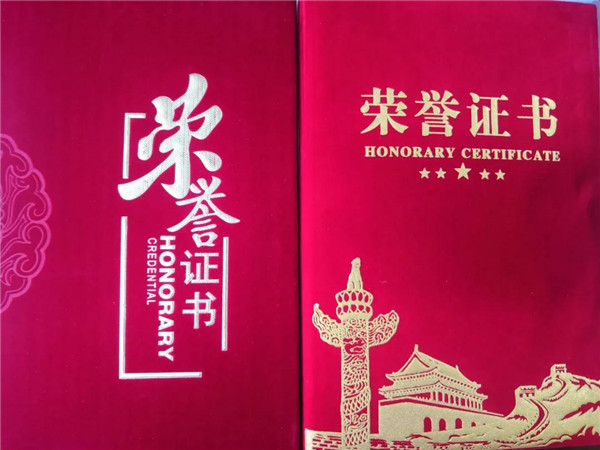 荣誉证书
HONORARY
CREDENTIAL
荣誉证书
HONORARY CERTIFICATE